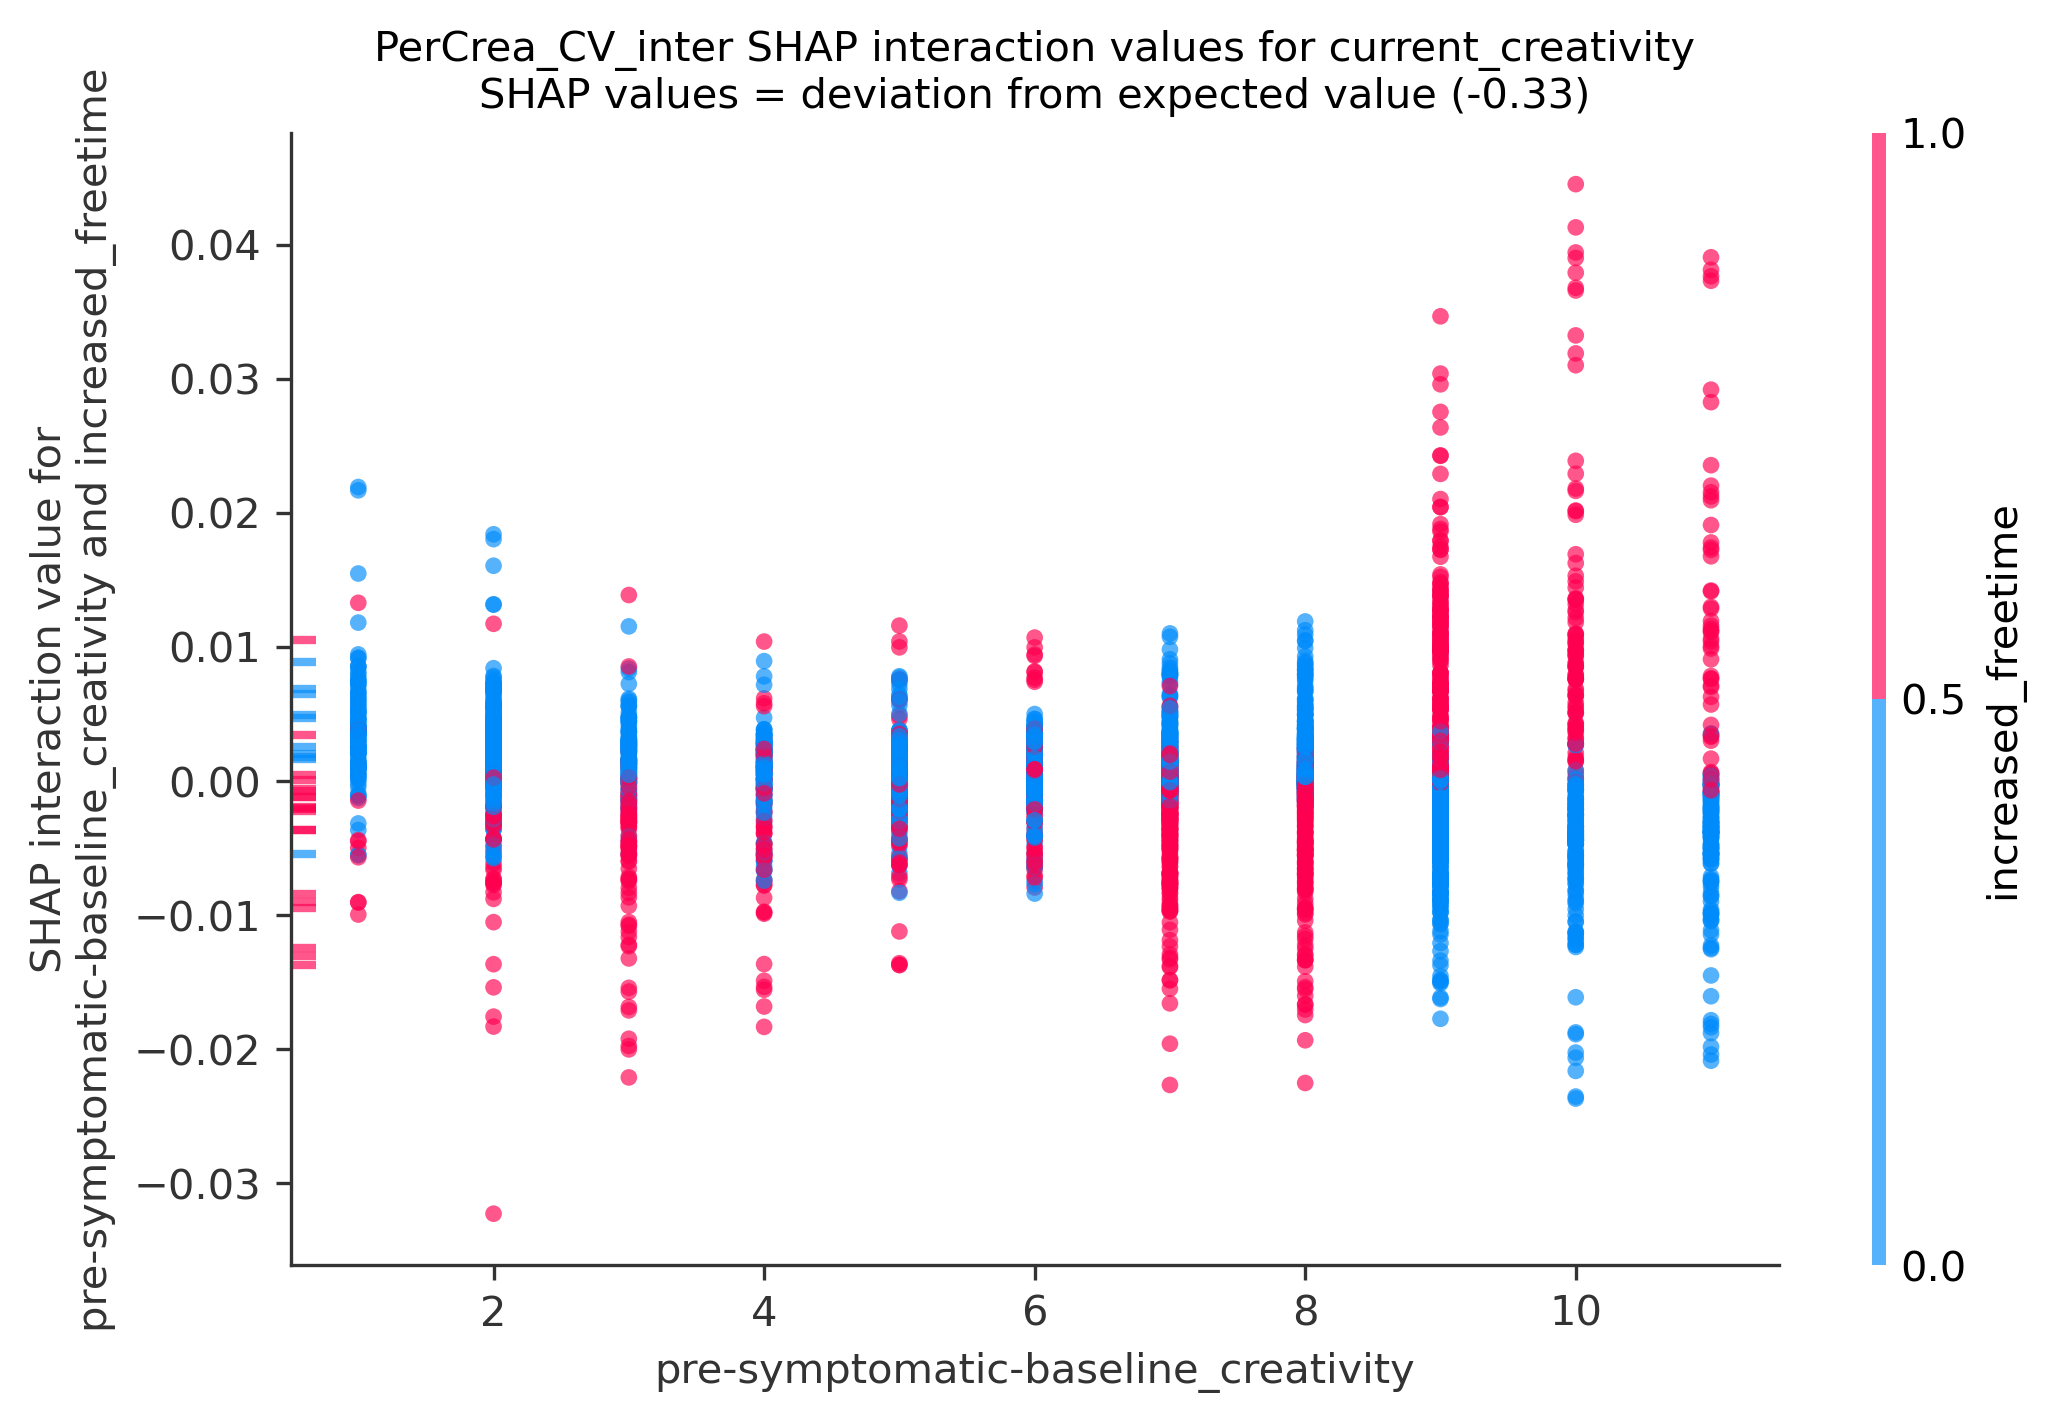 PerCrea_CV_inter SHAP interaction values for current_creativity
SHAP values = deviation from expected value (-0.33)
SHAP interaction value for
pre-symptomatic-baseline_creativity and increased_freetime
0.04
0.03
0.02
0.01
0.00
−0.01
−0.02
−0.03
2
4
6
8
10
pre-symptomatic-baseline_creativity
1.0
0.5
0.0
increased_freetime